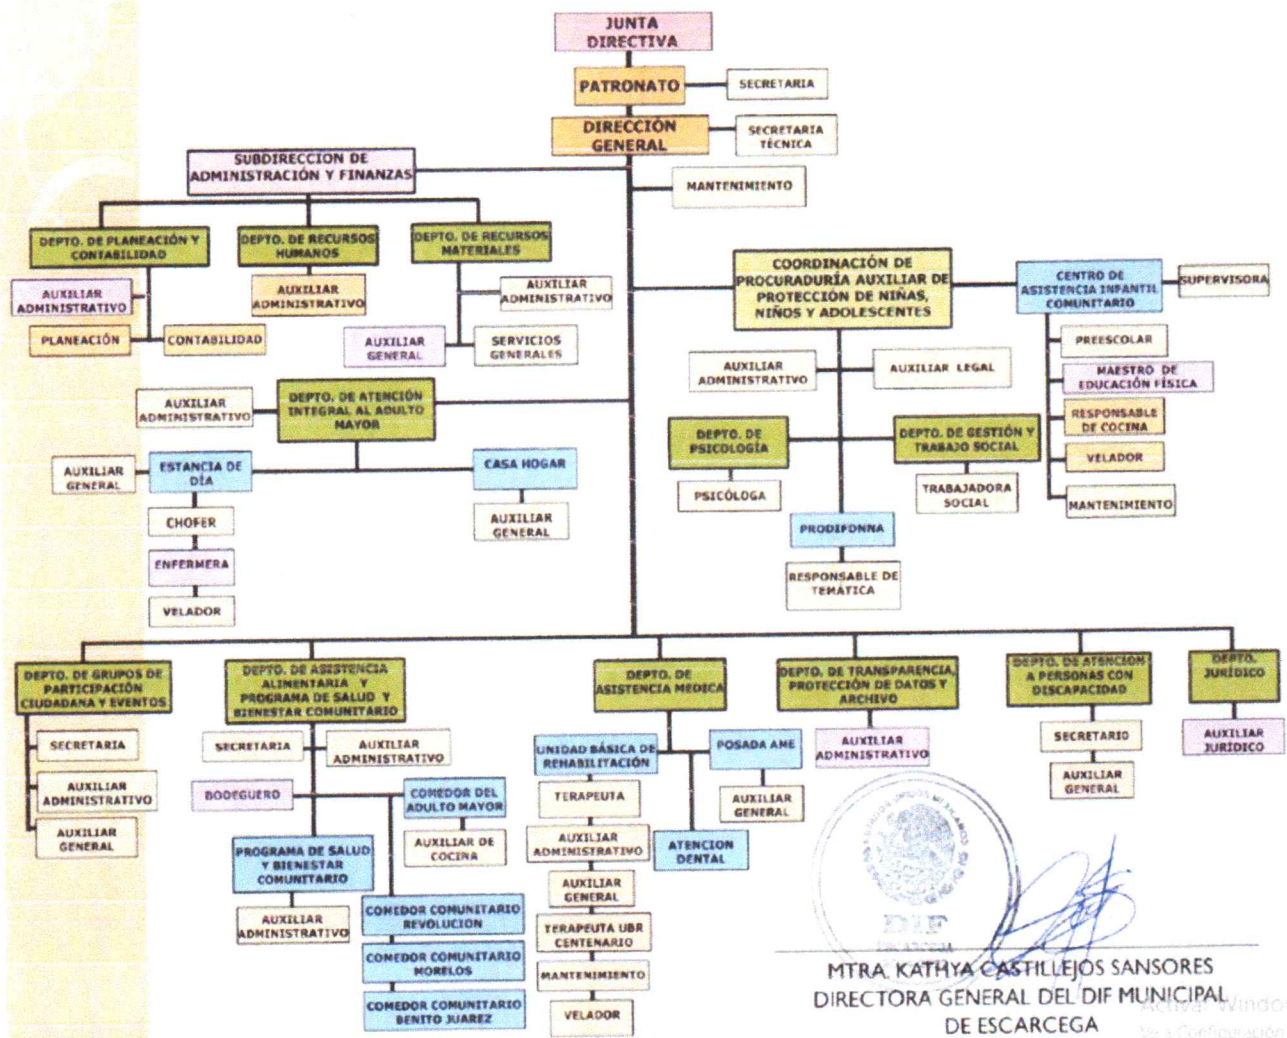 JUNTA
DIRECTIVA
PATRONATO
SECRETARIA
DIRECCIÓN
GENERAL
SECRETARIA
TÉCNICA
MANTENIMIENTO
SUBDIRECCION DE
ADMINISTRACIÓN Y FINANZAS
DEPTO. DE PLANEACIÓN Y
CONTABILIDAD
DEPTO. DE RECURSOS
HUMANOS
DEPTO. DE RECURSOS
MATERIALES
AUXILIAR
ADMINISTRATIVO
PLANEACIÓN
CONTABILIDAD
AUXILIAR
ADMINISTRATIVO
AUXILIAR
ADMINISTRATIVO
AUXILIAR
GENERAL
SERVICIOS
GENERALES
COORDINACIÓN DE
PROCURADURÍA AUXILIAR DE
PROTECCIÓN DE NIÑAS,
NIÑOS Y ADOLESCENTES
CENTRO DE
ASISTENCIA INFANTIL
COMUNITARIO
SUPERVISORA
PREESCOLAR
MAESTRO DE
EDUCACIÓN FÍSICA
RESPONSABLE
DE COCINA
VELADOR
MANTENIMIENTO
AUXILIAR
ADMINISTRATIVO
AUXILIAR LEGAL
DEPTO. DE
PSICOLOGÍA
DEPTO. DE GESTIÓN Y
TRABAJO SOCIAL
PSICÓLOGA
TRABAJADORA
SOCIAL
PRODIFONNA
RESPONSABLE DE
TEMÁTICA
AUXILIAR
ADMINISTRATIVO
DEPTO. DE ATENCIÓN
INTEGRAL AL ADULTO
MAYOR
AUXILIAR
GENERAL
ESTANCIA DE
DÍA
CASA HOGAR
CHOFER
AUXILIAR
GENERAL
ENFERMERA
VELADOR
DEPTO. DE GRUPOS DE
PARTICIPACIÓN
CIUDADANA Y EVENTOS
SECRETARIA
AUXILIAR
ADMINISTRATIVO
AUXILIAR
GENERAL
DEPTO. DE ASISTENCIA
ALIMENTARIA Y
PROGRAMA DE SALUD Y
BIENESTAR COMUNITARIO
SECRETARIA
AUXILIAR
ADMINISTRATIVO
BODEGUERO
COMEDOR DEL
ADULTO MAYOR
AUXILIAR DE
COCINA
PROGRAMA DE SALUD
Y BIENESTAR
COMUNITARIO
AUXILIAR
ADMINISTRATIVO
COMEDOR COMUNITARIO
REVOLUCION
COMEDOR COMUNITARIO
MORELOS
COMEDOR COMUNITARIO
BENITO JUAREZ
DEPTO. DE
ASISTENCIA MEDICA
UNIDAD BÁSICA DE
REHABILITACIÓN
POSADA AME
TERAPEUTA
AUXILIAR
GENERAL
AUXILIAR
ADMINISTRATIVO
ATENCION
DENTAL
AUXILIAR
GENERAL
TERAPEUTA UBR
CENTENARIO
MANTENIMIENTO
VELADOR
DEPTO. DE TRANSPARENCIA,
PROTECCIÓN DE DATOS Y
ARCHIVO
AUXILIAR
ADMINISTRATIVO
DEPTO. DE ATENCION
A PERSONAS CON
DISCAPACIDAD
SECRETARIO
AUXILIAR
GENERAL
DEPTO.
JURÍDICO
AUXILIAR
JURÍDICO
ESTADOS UNIDOS MEXICANOS
DIF
ESCARCEGA
MTRA. KATHYA CASTILLEJOS SANSORES
DIRECTORA GENERAL DEL DIF MUNICIPAL
DE ESCARCEGA
Activar Windo
Ve a Configuración